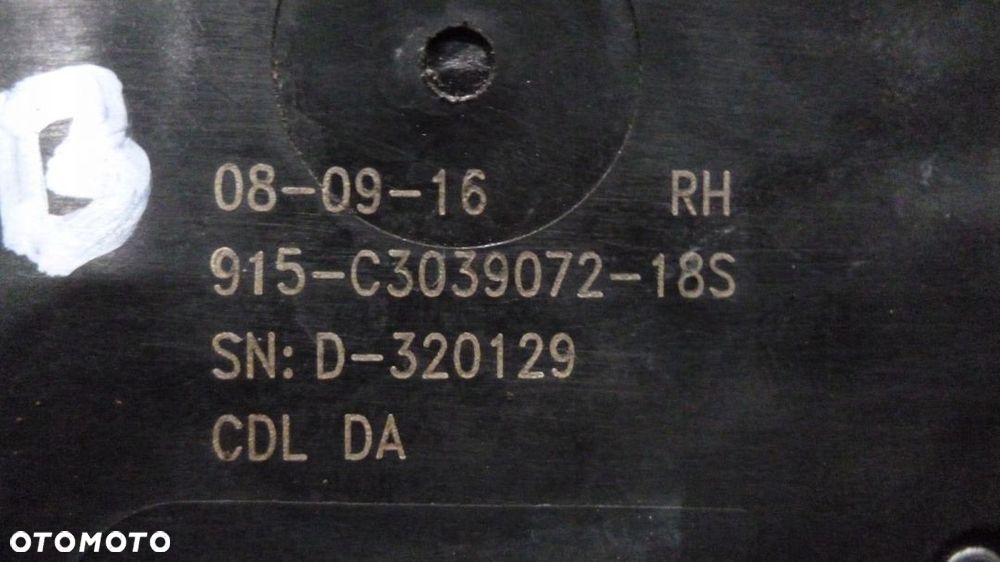 B
08-09-16 RH
915-C3039072-18S
SN: D-320129
CDL DA
OTOMOTO